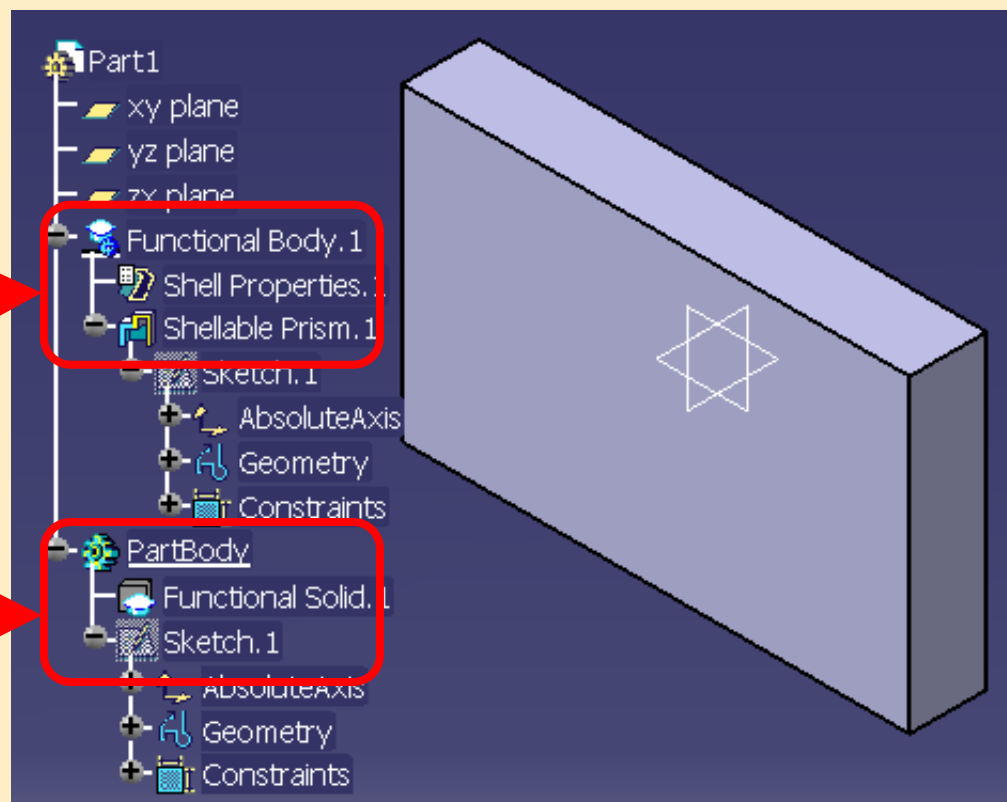 Part1
xy plane
yz plane
zx plane
Functional Body.1
Shell Properties.1
Shellable Prism.1
Sketch.1
AbsoluteAxis
Geometry
Constraints
PartBody
Functional Solid.1
Sketch.1
AbsoluteAxis
Geometry
Constraints